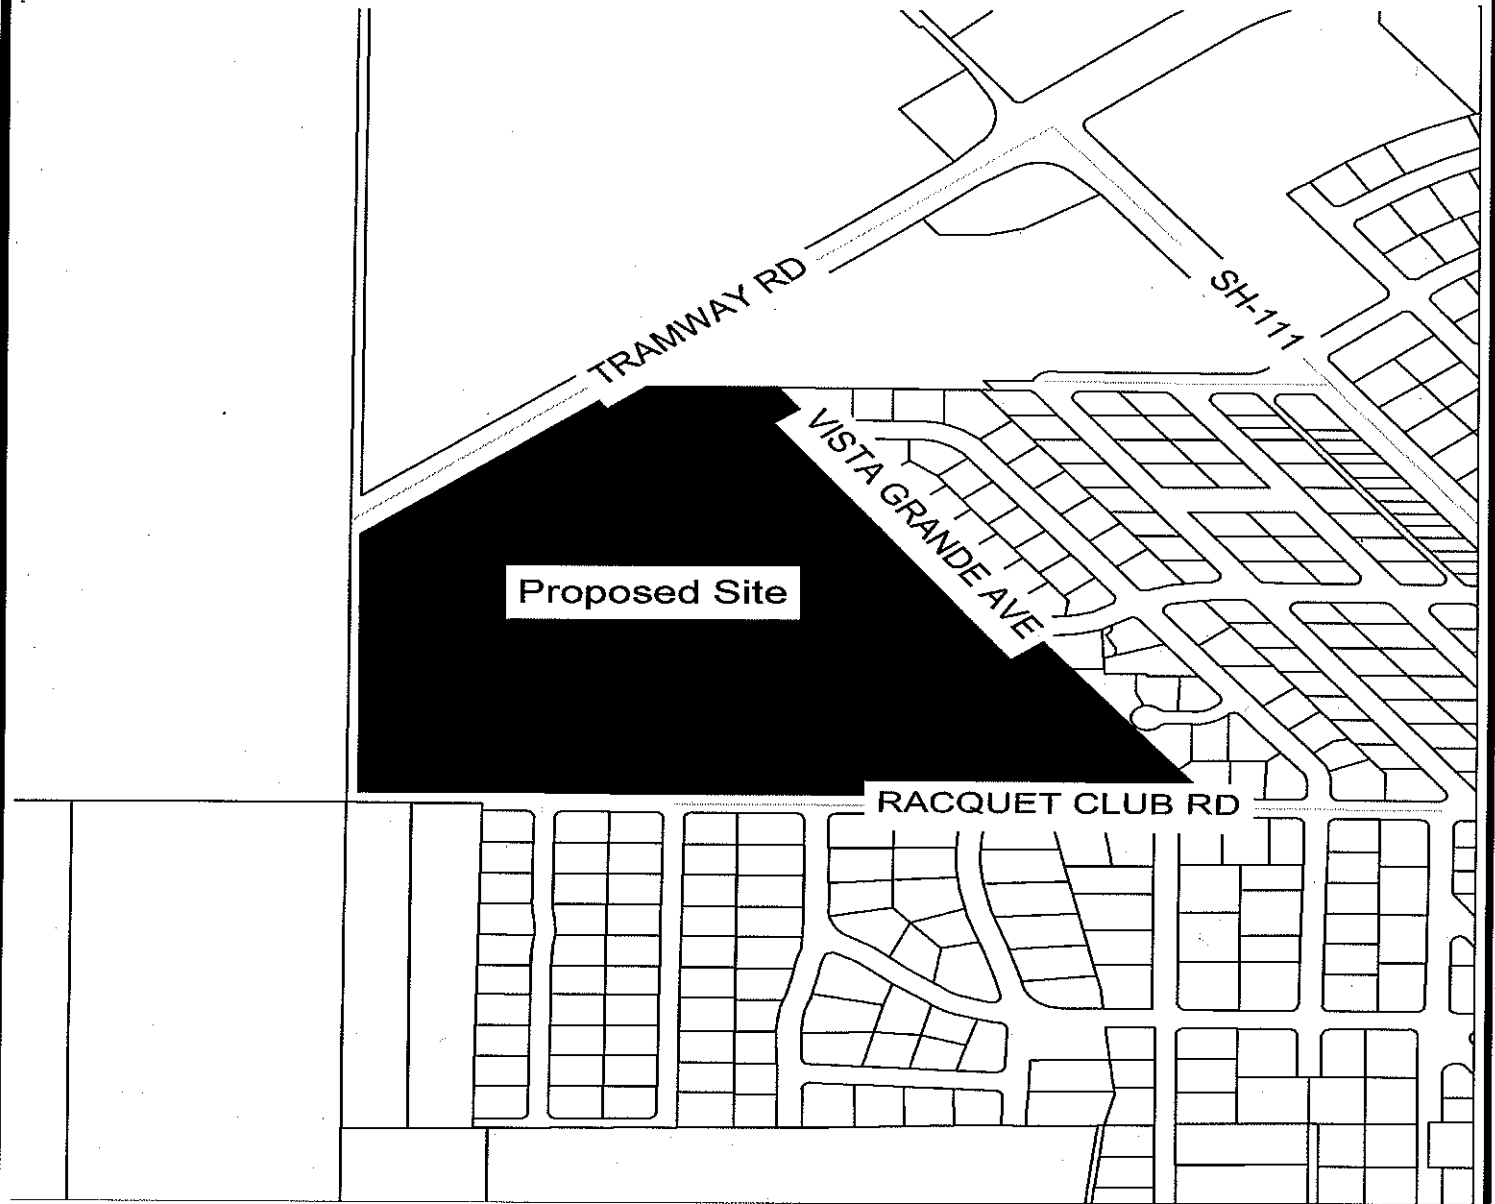 TRAMWAY RD
SH-111
VISTA GRANDE AVE
Proposed Site
RACQUET CLUB RD